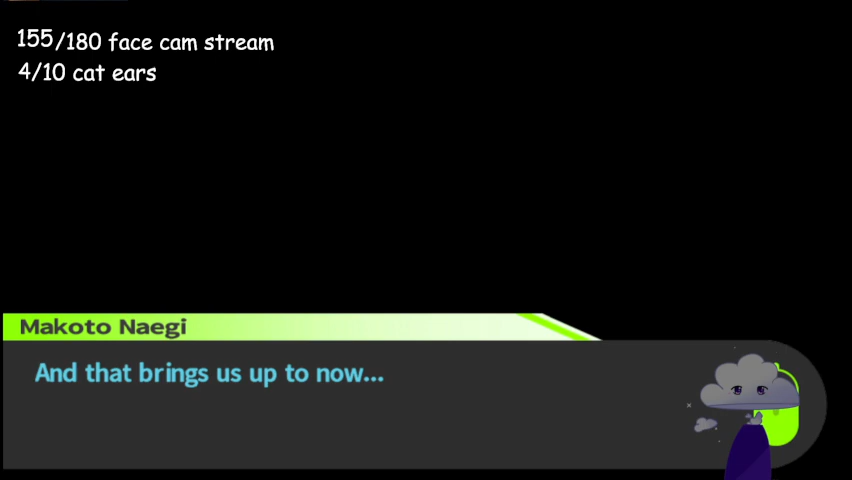 155/180 face cam stream
4/10 cat ears
Makoto Naegi
And that brings us up to now...